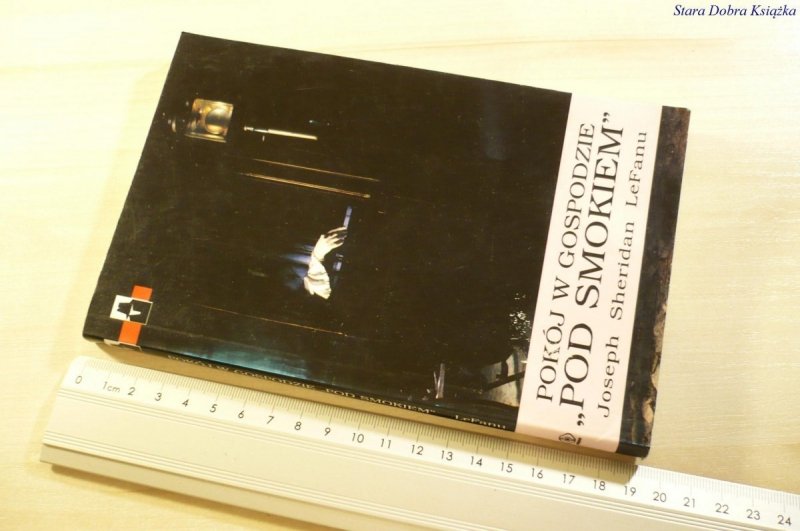 Stara Dobra Książka
POKÓJ W GOSPODZIE
„POD SMOKIEM”
Joseph Sheridan LeFanu
POKÓJ W GOSPODZIE „POD SMOKIEM” LeFanu
0 1cm 2 3 4 5 6 7 8 9 10 11 12 13 14 15 16 17 18 19 20 21 22 23 24